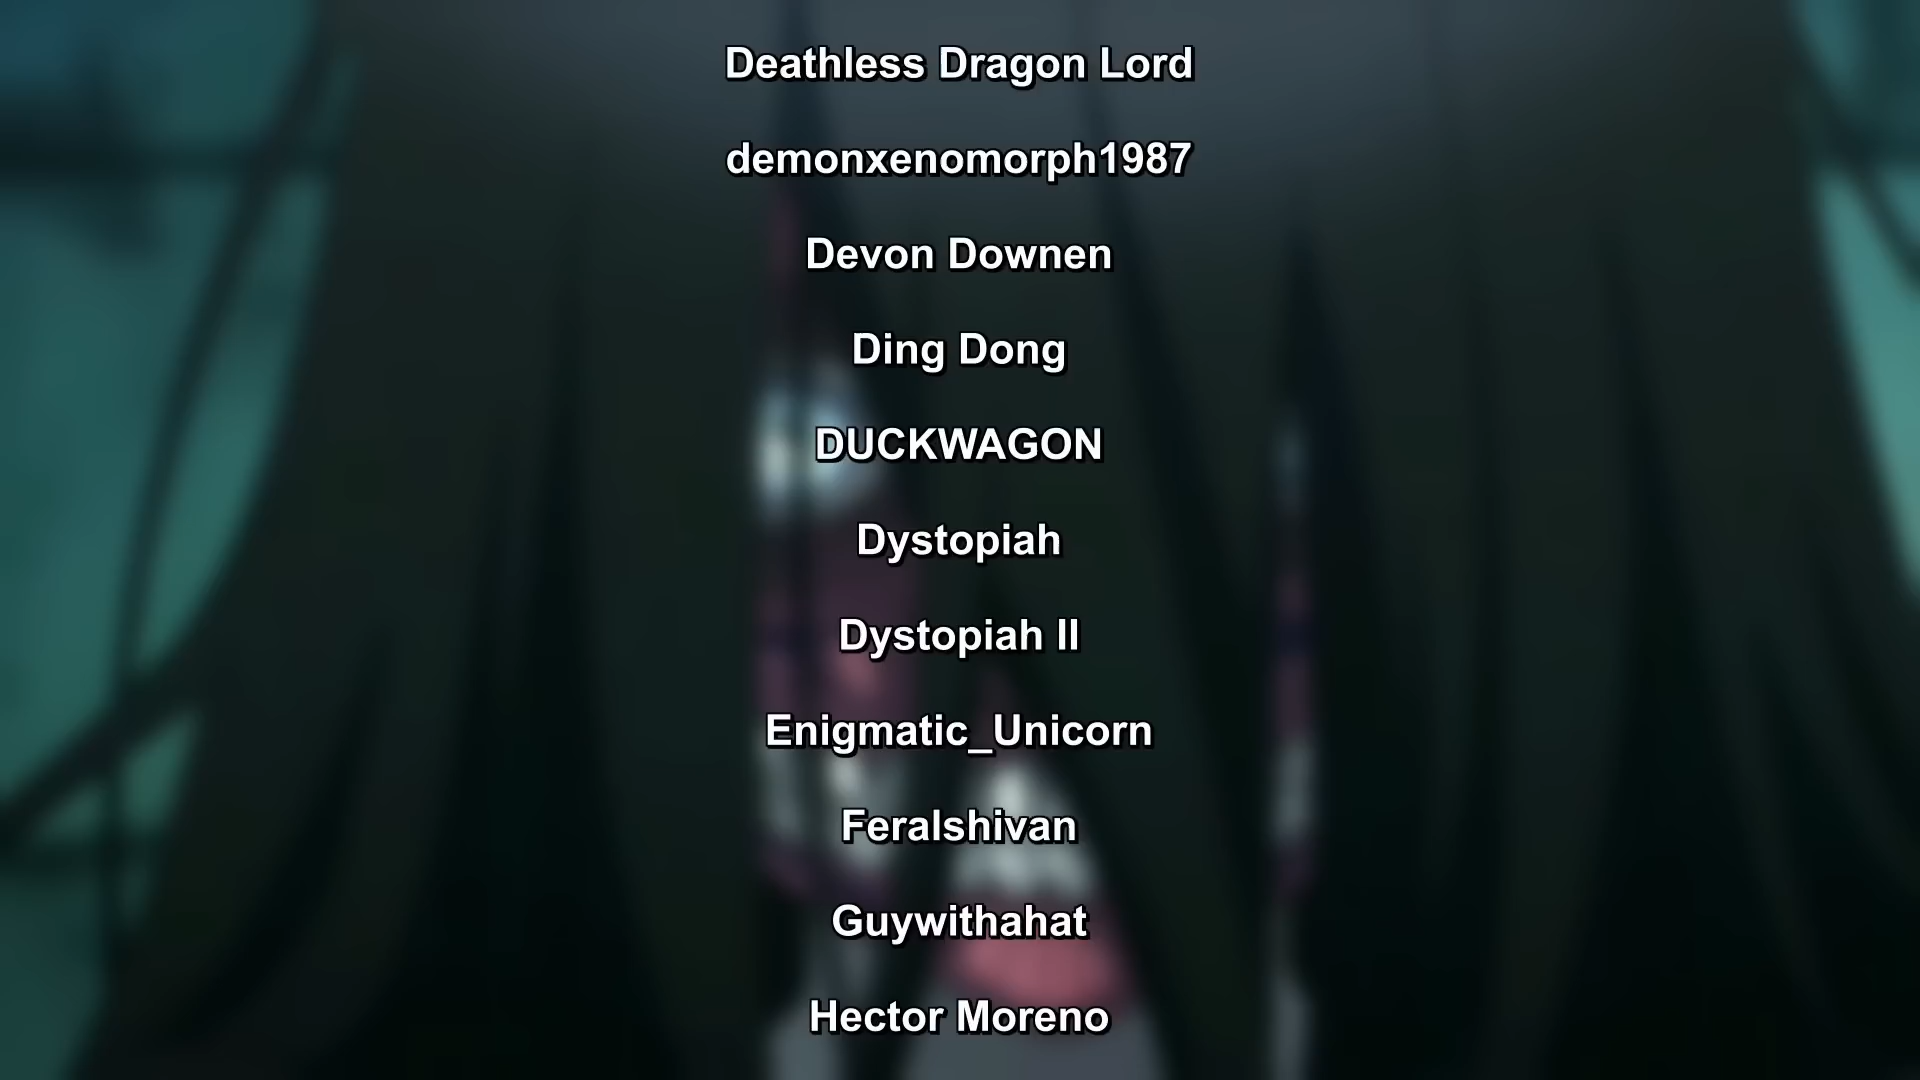 Deathless Dragon Lord
demonxenomorph1987
Devon Downen
Ding Dong
DUCKWAGON
Dystopiah
Dystopiah II
Enigmatic_Unicorn
Feralshivan
Guywithahat
Hector Moreno